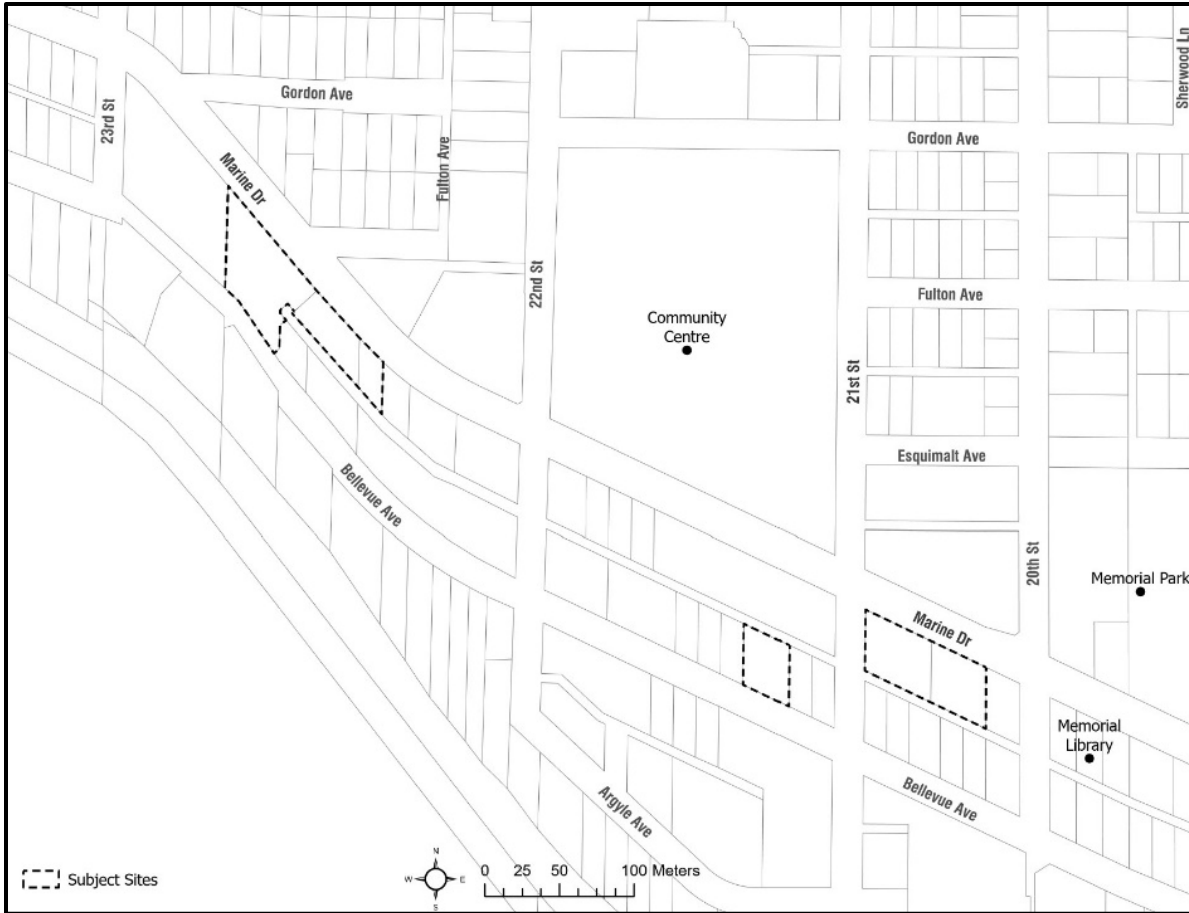 Sherwood Ln
Gordon Ave
23rd St
Gordon Ave
Fulton Ave
Marine Dr
22nd St
Fulton Ave
Community
Centre
21st St
Esquimalt Ave
Bellevue Ave
20th St
Memorial Park
Marine Dr
Memorial
Library
Bellevue Ave
Argyle Ave
N
W E
S
0 25 50 100 Meters
Subject Sites